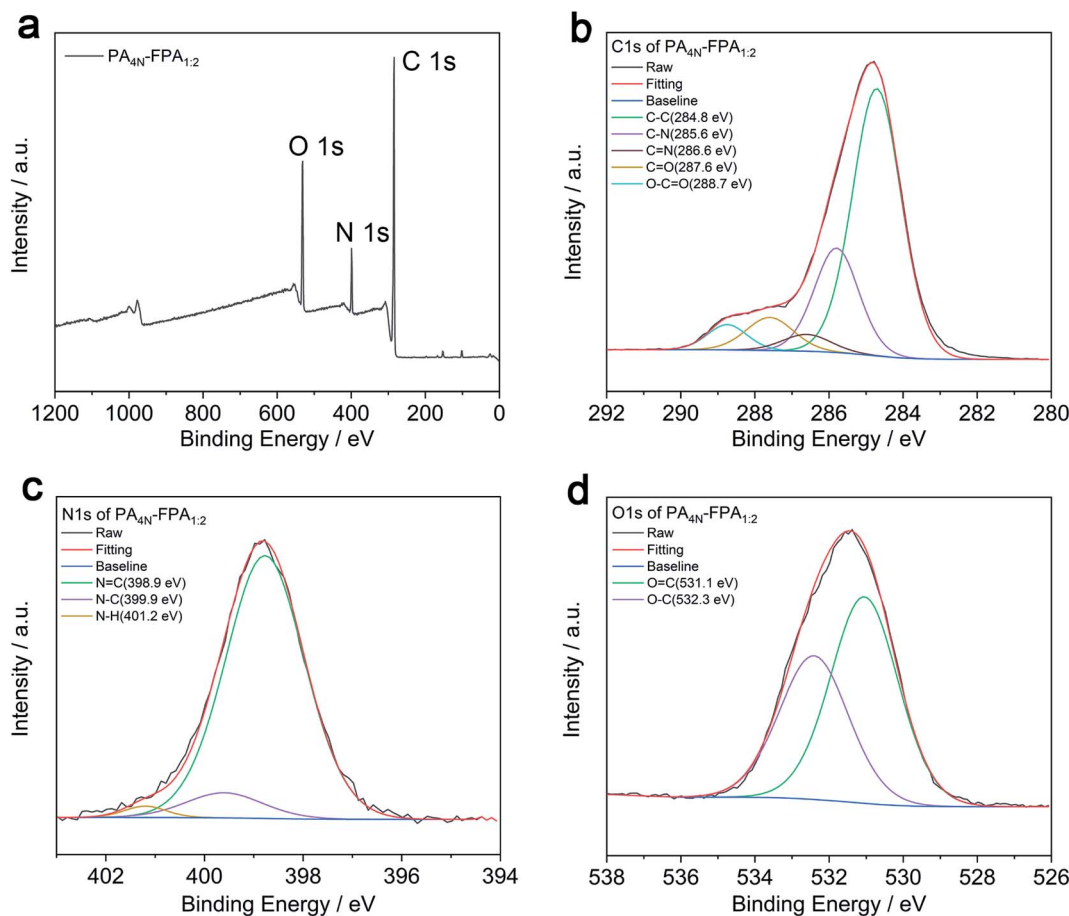 a
PA4N-FPA1:2
C 1s
O 1s
N 1s
Intensity / a.u.
1200 1000 800 600 400 200 0
Binding Energy / eV
b
C1s of PA4N-FPA1:2
Raw
Fitting
Baseline
C-C(284.8 eV)
C-N(285.6 eV)
C=N(286.6 eV)
C=O(287.6 eV)
O-C=O(288.7 eV)
Intensity / a.u.
292 290 288 286 284 282 280
Binding Energy / eV
c
N1s of PA4N-FPA1:2
Raw
Fitting
Baseline
N=C(398.9 eV)
N-C(399.9 eV)
N-H(401.2 eV)
Intensity / a.u.
402 400 398 396 394
Binding Energy / eV
d
O1s of PA4N-FPA1:2
Raw
Fitting
Baseline
O=C(531.1 eV)
O-C(532.3 eV)
Intensity / a.u.
538 536 534 532 530 528 526
Binding Energy / eV